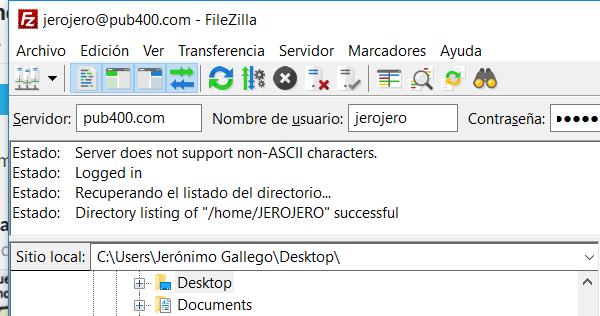 jerojero@pub400.com - FileZilla
Archivo Edición Ver Transferencia Servidor Marcadores Ayuda
Servidor: pub400.com Nombre de usuario: jerojero Contraseña: ●●●●●
Estado: Server does not support non-ASCII characters.
Estado: Logged in
Estado: Recuperando el listado del directorio...
Estado: Directory listing of "/home/JEROJERO" successful
Sitio local: C:\Users\Jerónimo Gallego\Desktop\
Desktop
Documents